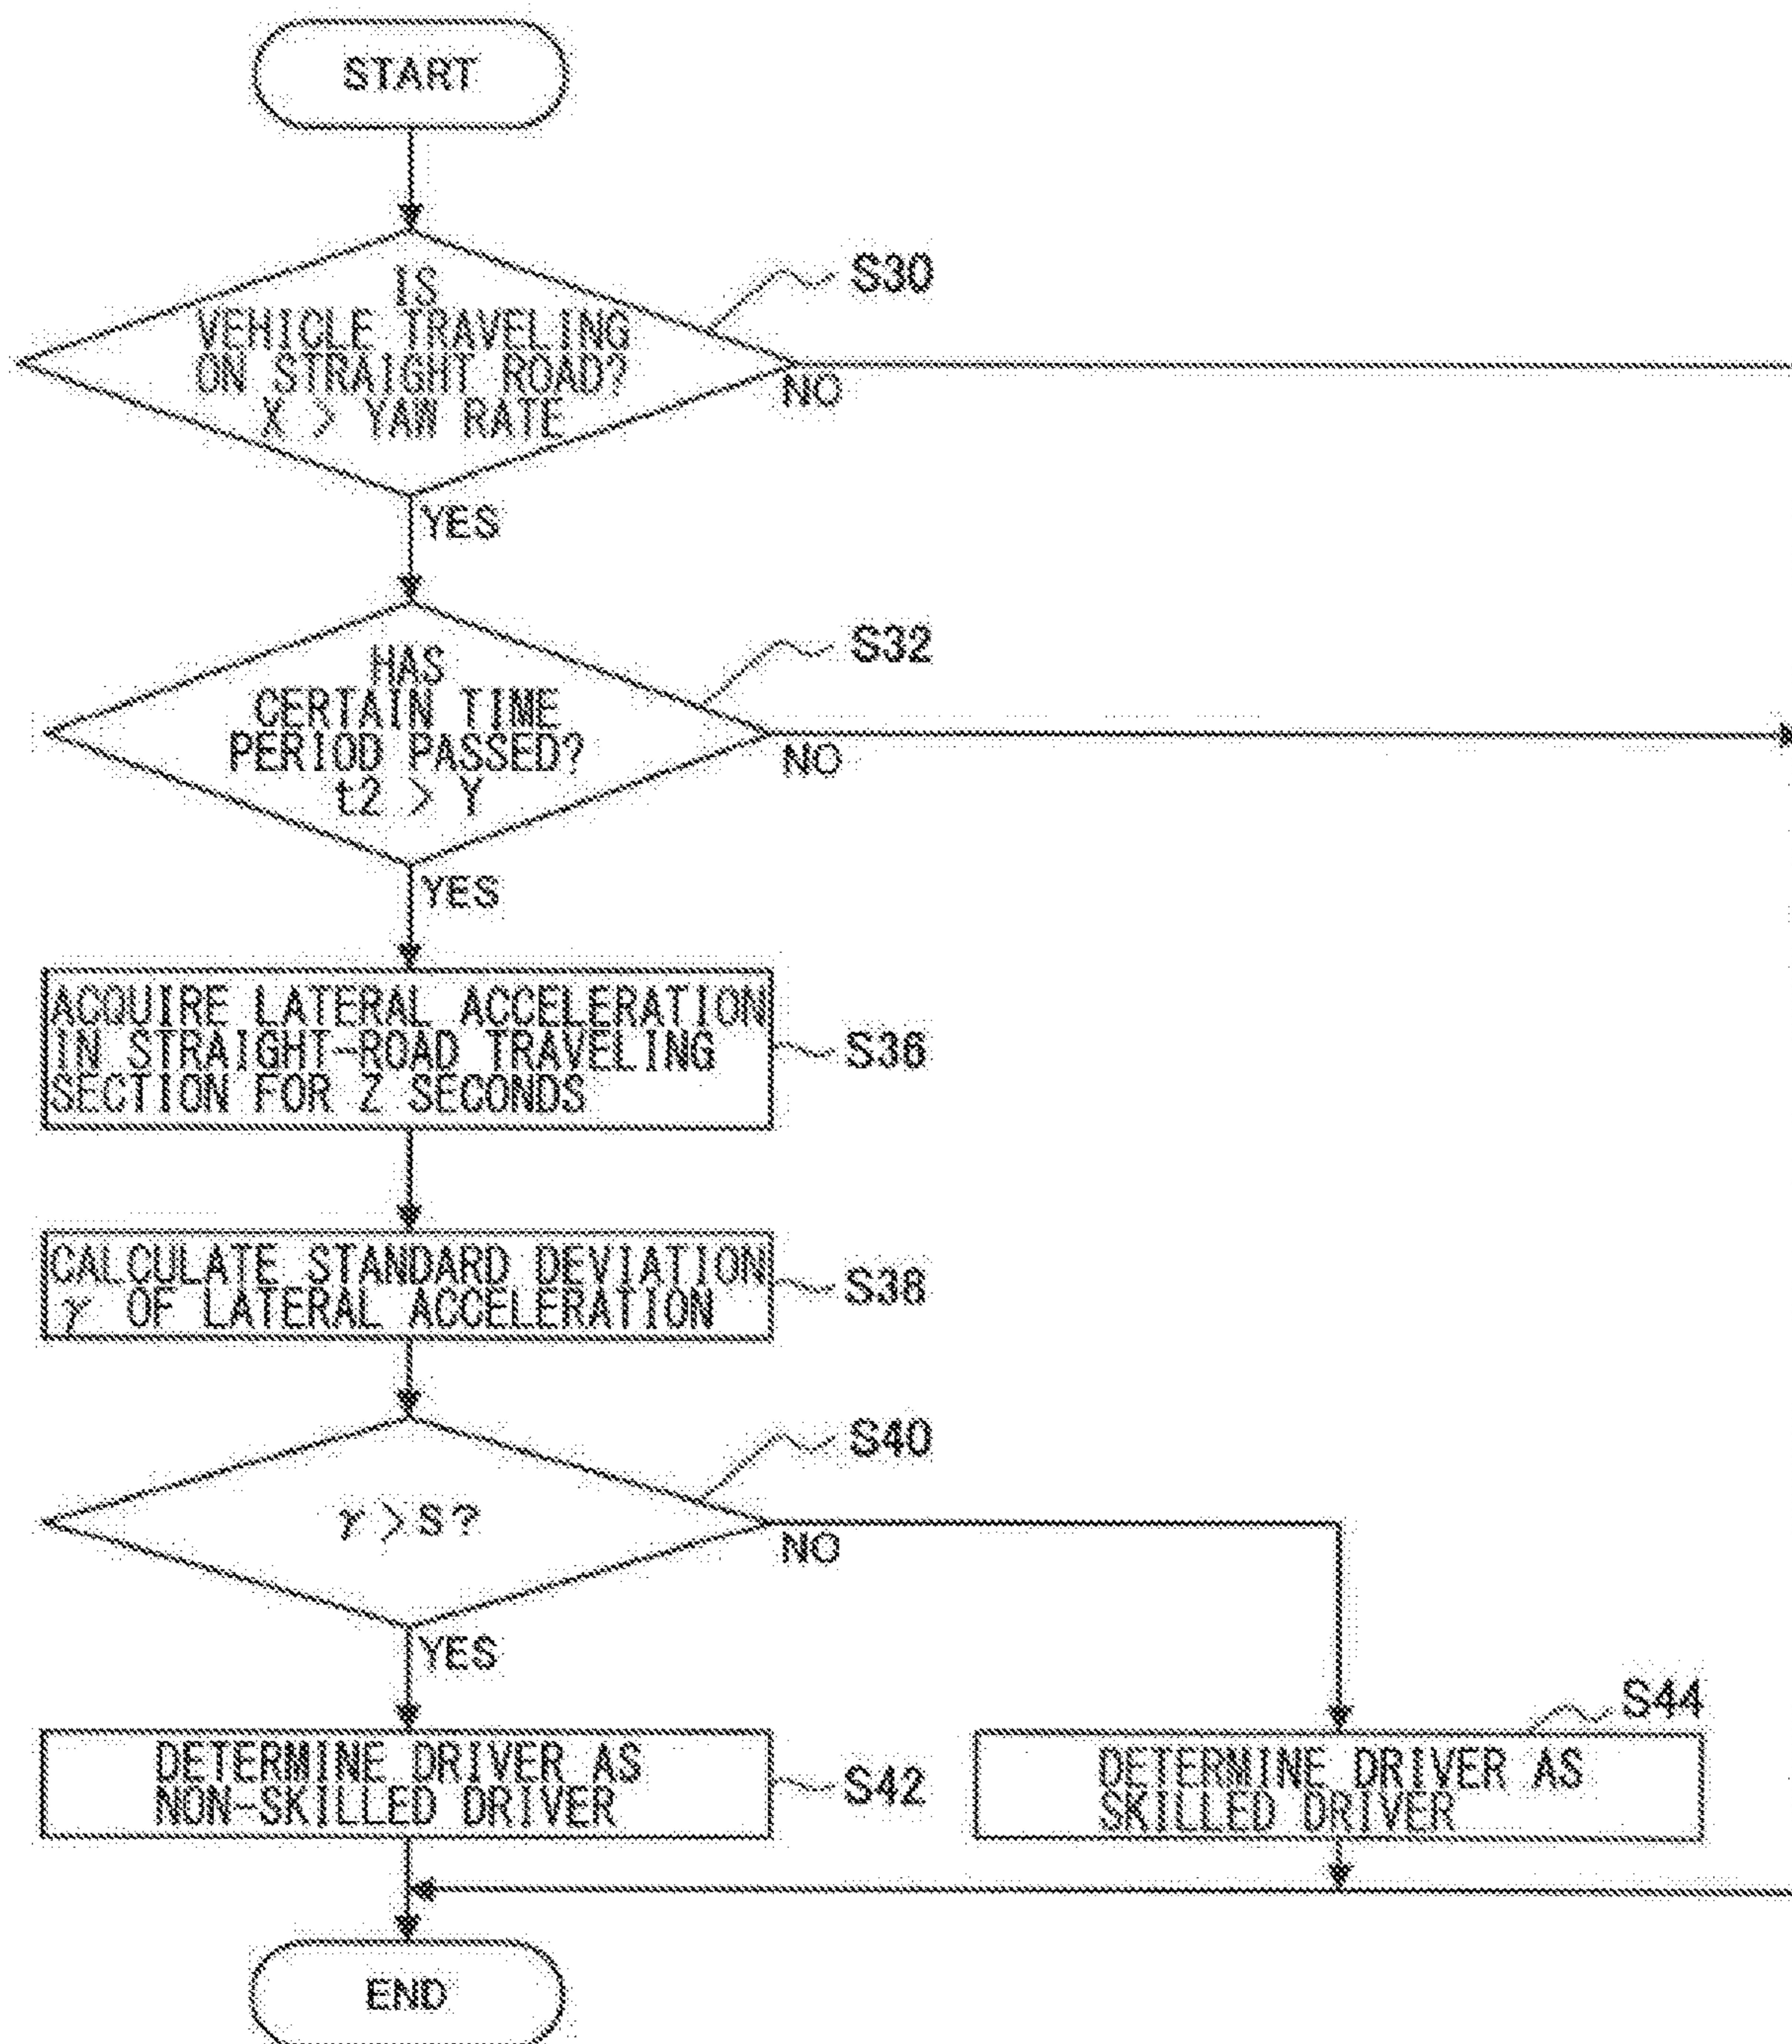 START
IS
VEHICLE TRAVELING
ON STRAIGHT ROAD?
X > YAW RATE
S30
NO
YES
HAS
CERTAIN TIME
PERIOD PASSED?
t2 > Y
S32
NO
YES
ACQUIRE LATERAL ACCELERATION
IN STRAIGHT-ROAD TRAVELING
SECTION FOR Z SECONDS
S36
CALCULATE STANDARD DEVIATION
γ OF LATERAL ACCELERATION
S38
γ > S?
S40
NO
YES
DETERMINE DRIVER AS
NON-SKILLED DRIVER
S42
DETERMINE DRIVER AS
SKILLED DRIVER
S44
END